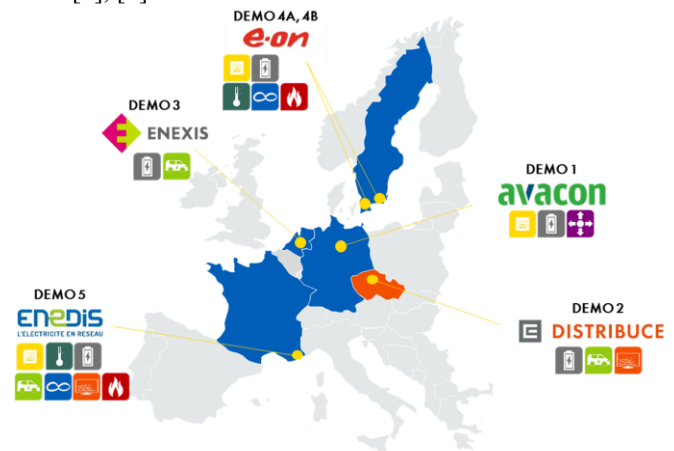 DEMO 4A, 4B
e·on
DEMO 3
ENEXIS
DEMO 1
avacon
DEMO 5
ENEDIS
L'ELECTRICITE EN RESEAU
DEMO 2
DISTRIBUCE